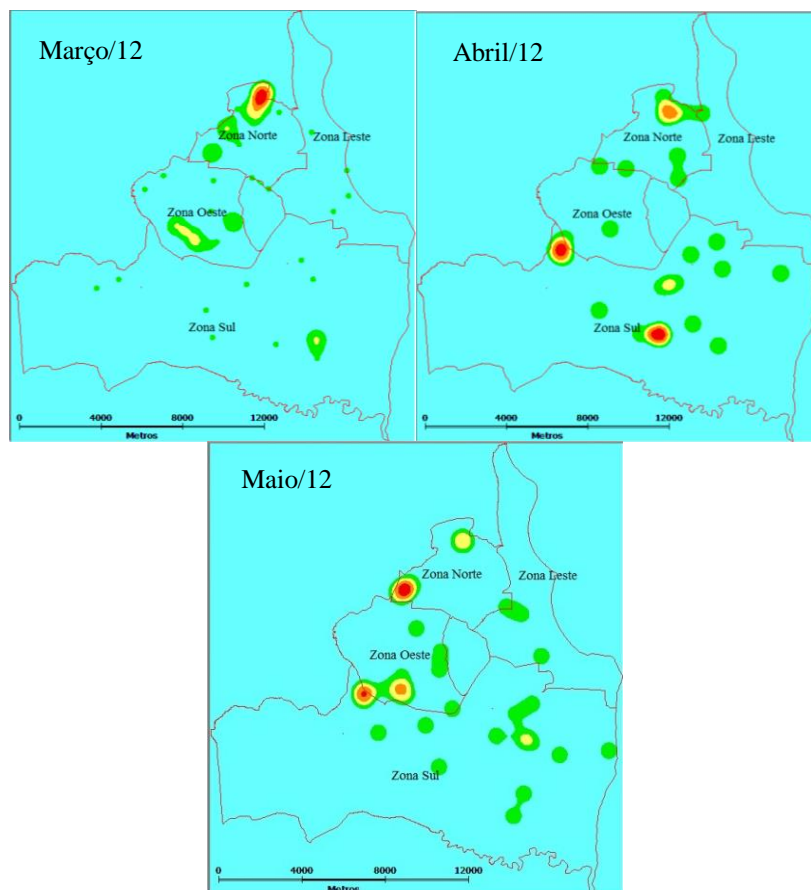 Março/12
Zona Norte
Zona Leste
Zona Oeste
Zona Sul
0 4000 8000 12000
Metros
Abril/12
Zona Norte
Zona Leste
Zona Oeste
Zona Sul
0 4000 8000 12000
Metros
Maio/12
Zona Norte
Zona Leste
Zona Oeste
Zona Sul
0 4000 8000 12000
Metros